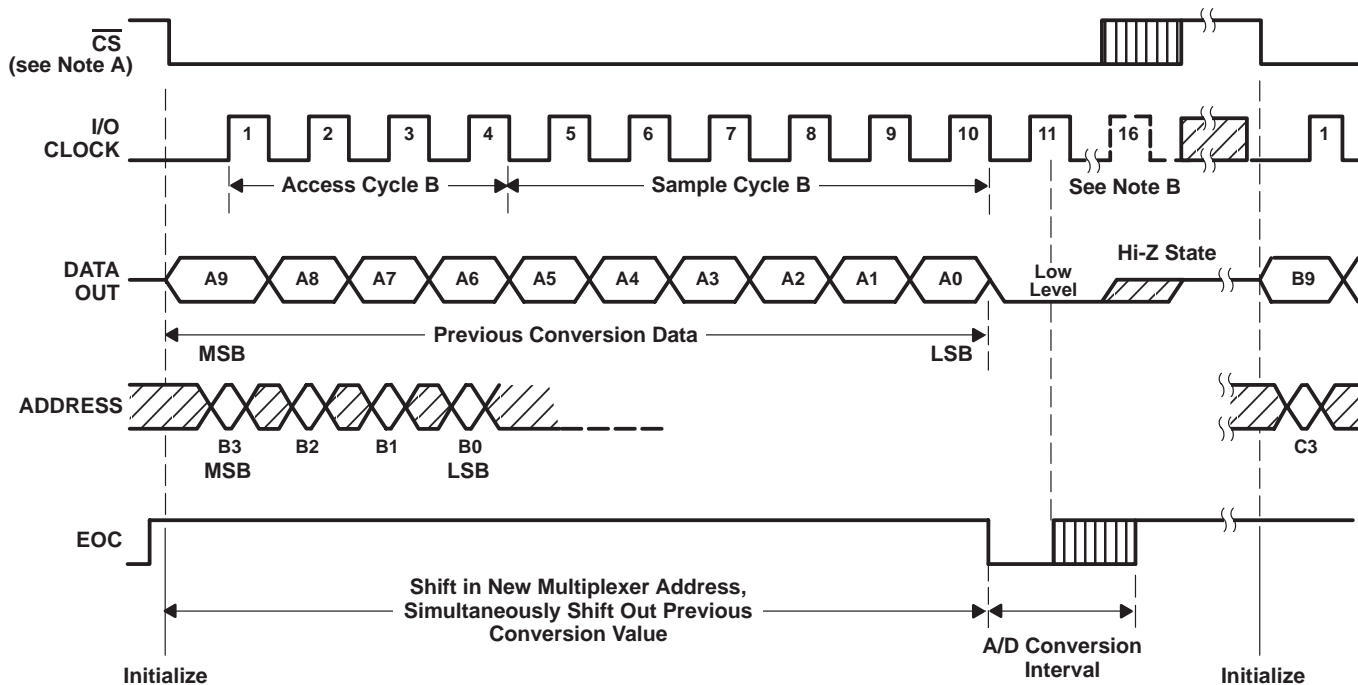 CS
(see Note A)
I/O
CLOCK
1 2 3 4 5 6 7 8 9 10 11 16 1
Access Cycle B Sample Cycle B See Note B
DATA
OUT
A9 A8 A7 A6 A5 A4 A3 A2 A1 A0
Low
Level
Hi-Z State
B9
Previous Conversion Data
MSB LSB
ADDRESS
B3 B2 B1 B0 C3
MSB LSB
EOC
Shift in New Multiplexer Address,
Simultaneously Shift Out Previous
Conversion Value
A/D Conversion
Interval
Initialize Initialize